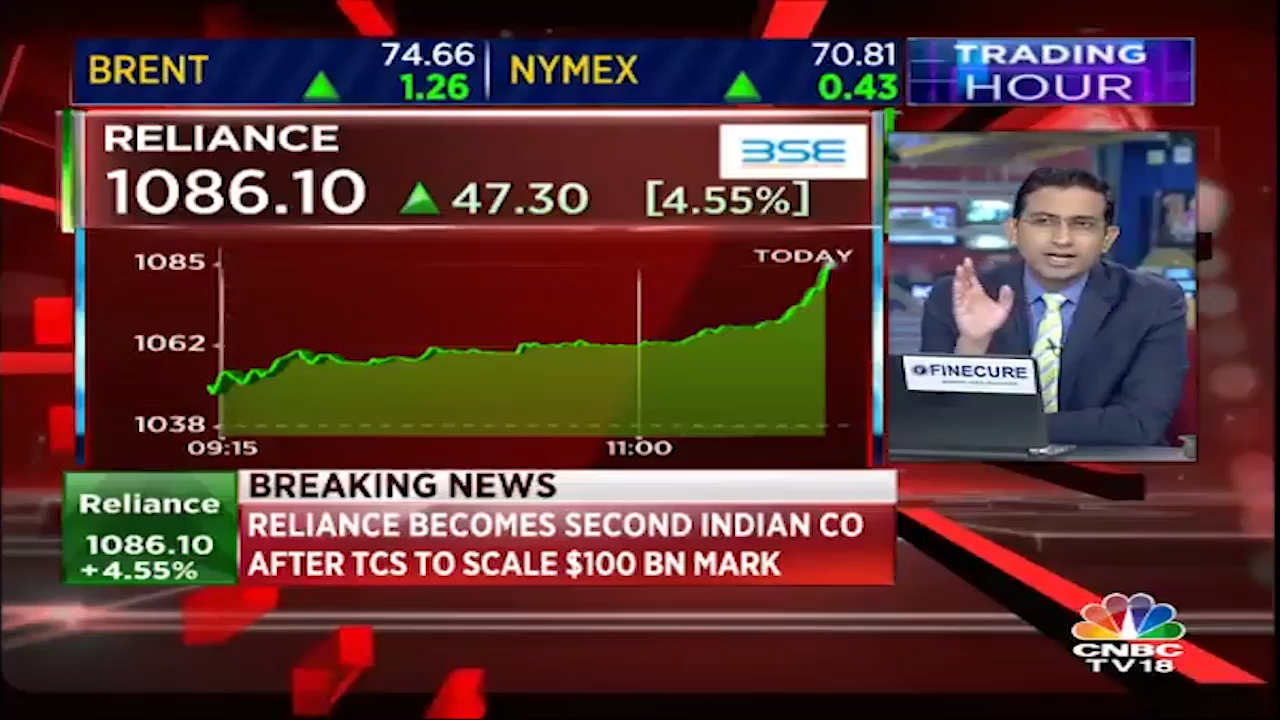 BRENT 74.66 1.26
NYMEX 70.81 0.43
TRADING
HOUR
RELIANCE
BSE
1086.10 47.30 [4.55%]
TODAY
1085
1062
1038
09:15 11:00
FINECURE
Reliance
1086.10
+4.55%
BREAKING NEWS
RELIANCE BECOMES SECOND INDIAN CO
AFTER TCS TO SCALE $100 BN MARK
CNBC
TV18